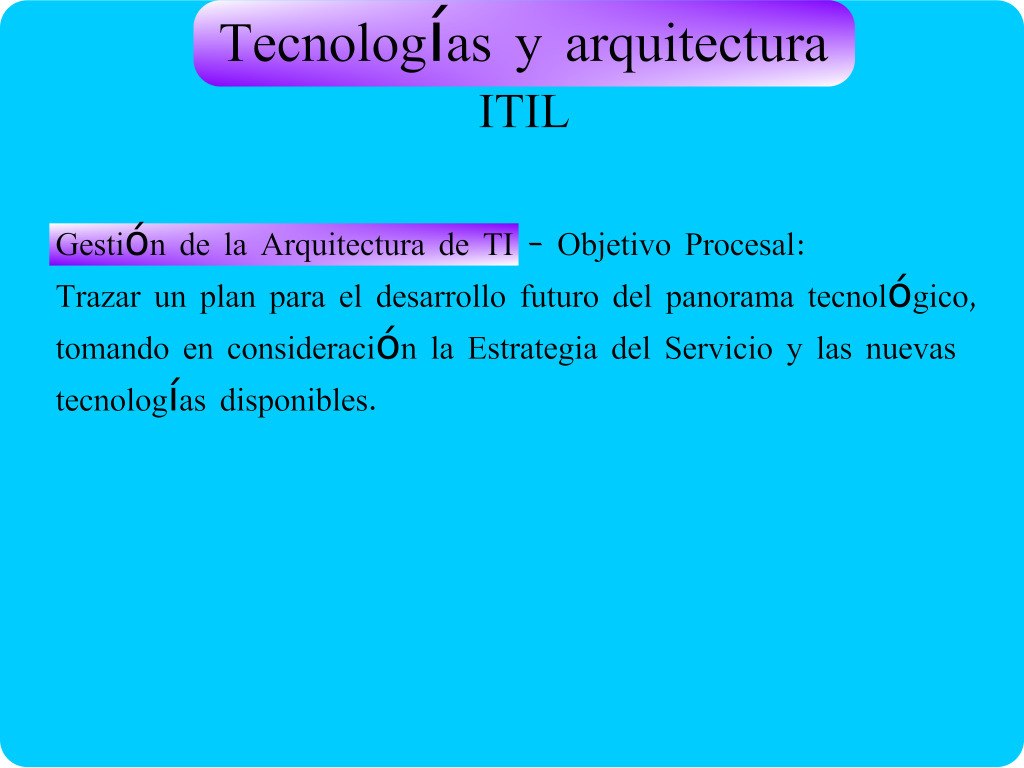 Tecnologías y arquitectura
ITIL
Gestión de la Arquitectura de TI - Objetivo Procesal:
Trazar un plan para el desarrollo futuro del panorama tecnológico,
tomando en consideración la Estrategia del Servicio y las nuevas
tecnologías disponibles.